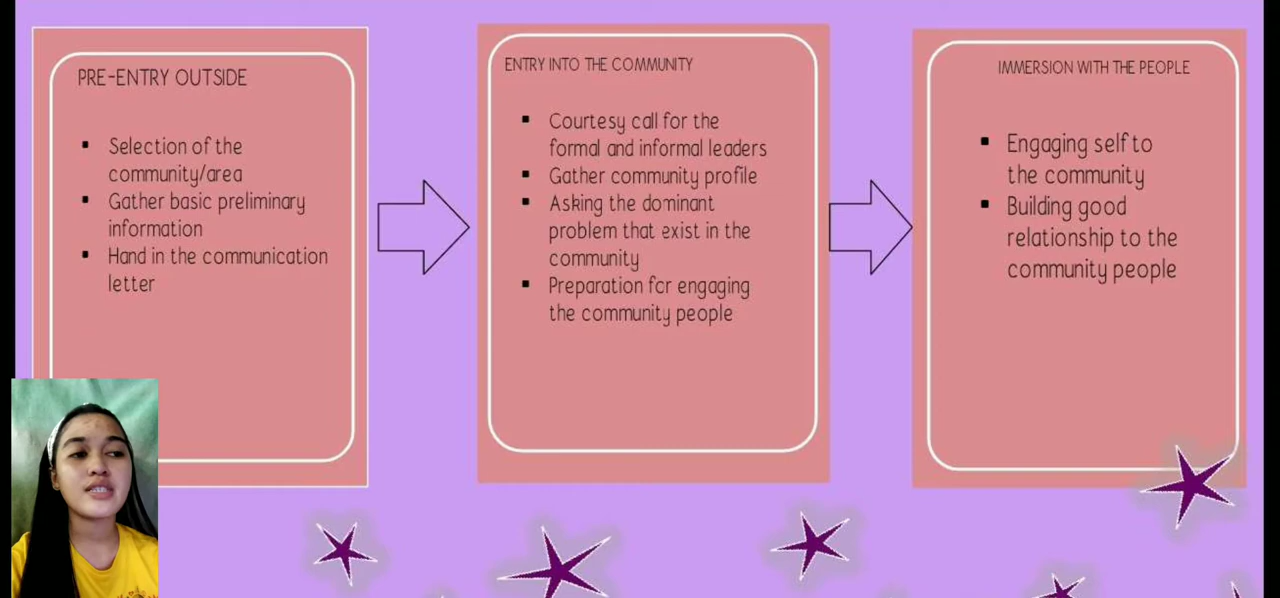 PRE-ENTRY OUTSIDE
▪ Selection of the
community/area
▪ Gather basic preliminary
information
▪ Hand in the communication
letter
ENTRY INTO THE COMMUNITY
▪ Courtesy call for the
formal and informal leaders
▪ Gather community profile
▪ Asking the dominant
problem that exist in the
community
▪ Preparation for engaging
the community people
IMMERSION WITH THE PEOPLE
▪ Engaging self to
the community
▪ Building good
relationship to the
community people